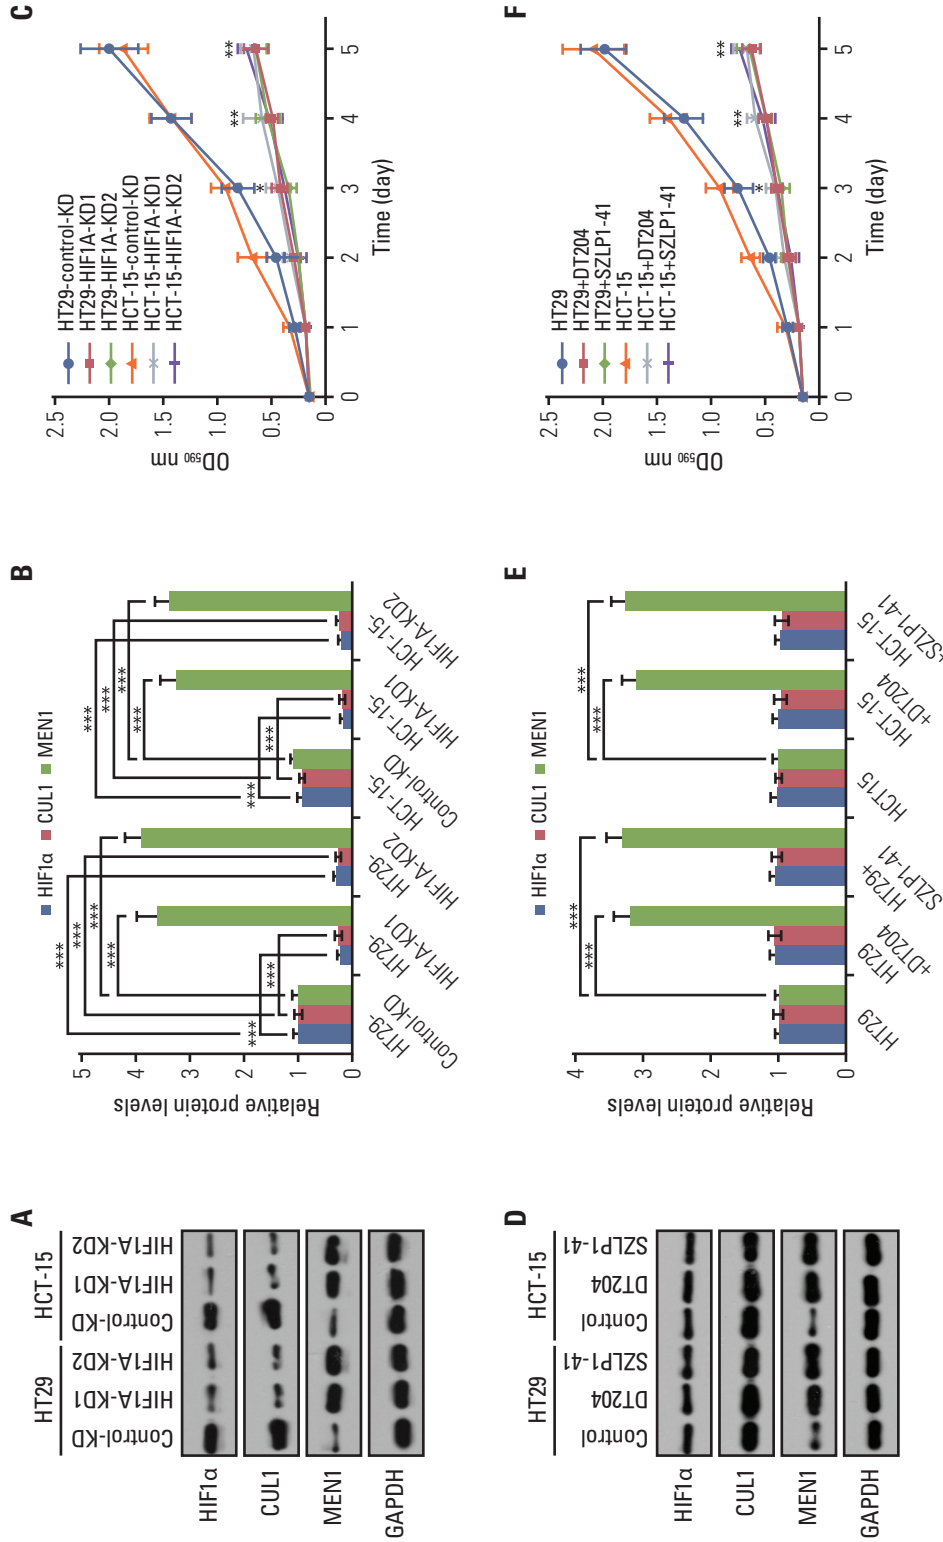 A
HT29
HCT-15
Control-KD
HIF1A-KD1
HIF1A-KD2
Control-KD
HIF1A-KD1
HIF1A-KD2
HIF1α
CUL1
MEN1
GAPDH
B
HIF1α
CUL1
MEN1
Relative protein levels
5
4
3
2
1
0
***
***
***
***
***
***
***
***
***
***
***
***
HT29-
Control-KD
HT29-
HIF1A-KD1
HT29-
HIF1A-KD2
HCT-15-
Control-KD
HCT-15-
HIF1A-KD1
HCT-15-
HIF1A-KD2
C
HT29-control-KD
HT29-HIF1A-KD1
HT29-HIF1A-KD2
HCT-15-control-KD
HCT-15-HIF1A-KD1
HCT-15-HIF1A-KD2
OD590 nm
2.5
2.0
1.5
1.0
0.5
0
*
**
**
0
1
2
3
4
5
Time (day)
D
HT29
HCT-15
Control
DT204
SZLP1-41
Control
DT204
SZLP1-41
HIF1α
CUL1
MEN1
GAPDH
E
HIF1α
CUL1
MEN1
Relative protein levels
4
3
2
1
0
***
***
***
***
HT29
HT29
+DT204
HT29+
SZLP1-41
HCT15
HCT-15
+DT204
HCT-15
+SZLP1-41
F
HT29
HT29+DT204
HT29+SZLP1-41
HCT-15
HCT-15+DT204
HCT-15+SZLP1-41
OD590 nm
2.5
2.0
1.5
1.0
0.5
0
*
**
**
0
1
2
3
4
5
Time (day)